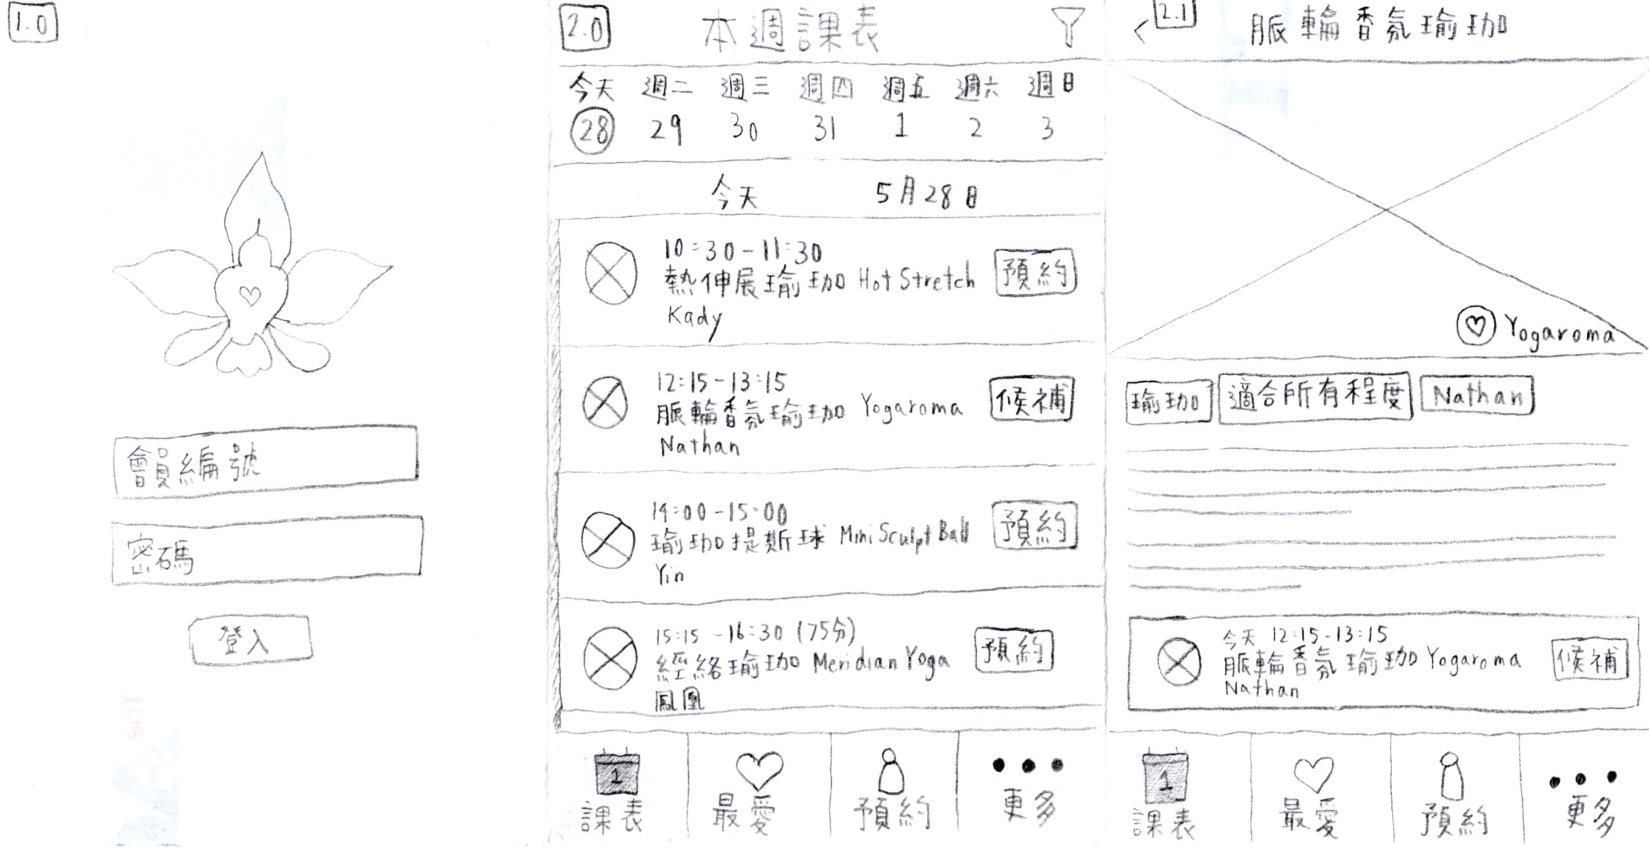 1.0
會員編號
密碼
登入
2.0
本週課表
今天 週二 週三 週四 週五 週六 週日
28 29 30 31 1 2 3
今天 5月28日
10:30-11:30
熱伸展瑜珈 Hot Stretch
Kady
預約
12:15-13:15
脈輪香氛瑜珈 Yogaroma
Nathan
候補
14:00-15:00
瑜珈提斯球 Mini Sculpt Ball
Yin
預約
15:15-16:30 (75分)
經絡瑜珈 Meridian Yoga
鳳凰
預約
1
課表 最愛 預約 更多
2.1
脈輪香氛瑜珈
Yogaroma
瑜珈 適合所有程度 Nathan
今天 12:15-13:15
脈輪香氛瑜珈 Yogaroma
Nathan
候補
1
課表 最愛 預約 更多